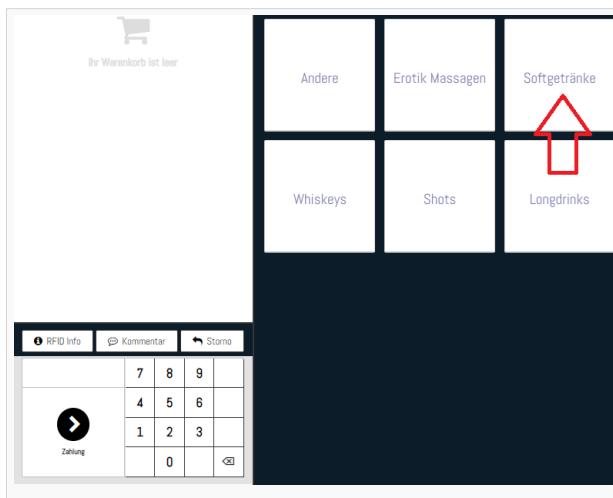 Ihr Warenkorb ist leer
Andere
Erotik Massagen
Softgetränke
Whiskeys
Shots
Longdrinks
RFID Info
Kommentar
Storno
7 8 9
4 5 6
1 2 3
0
Zahlung